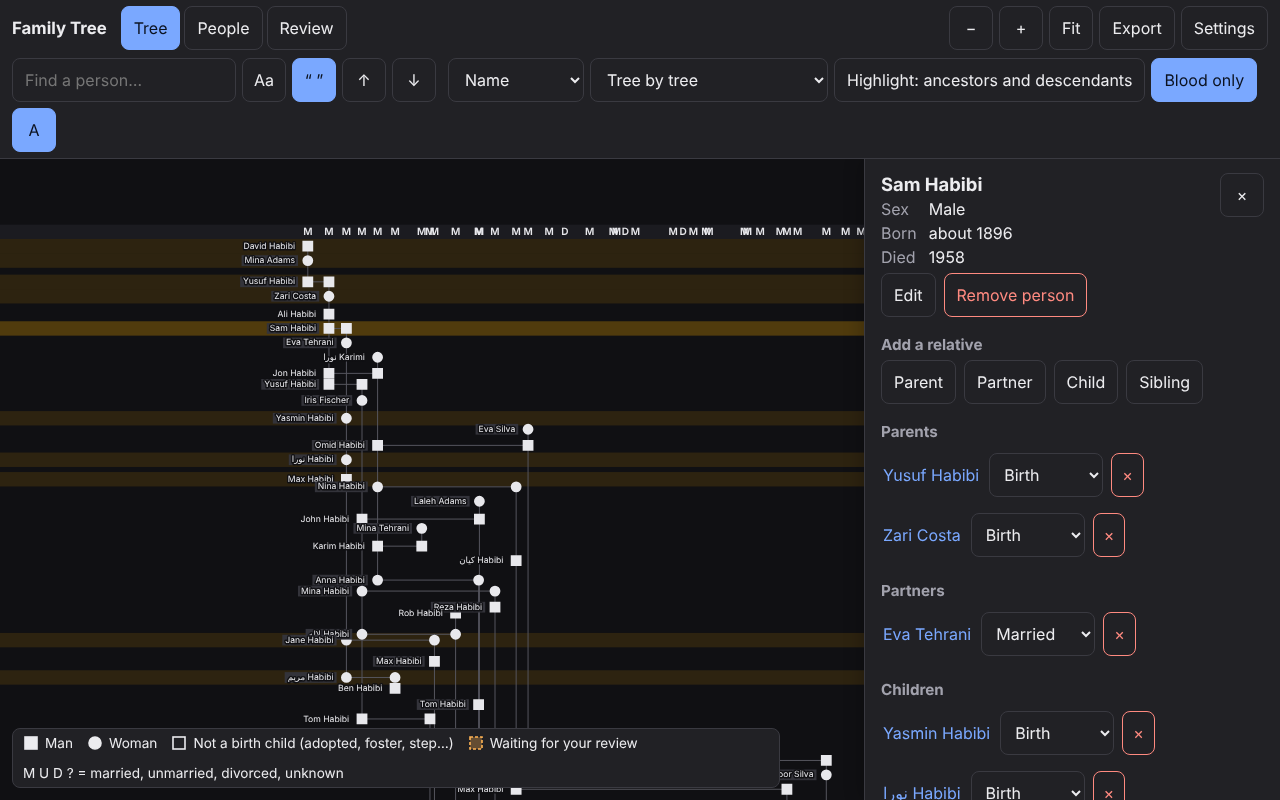 Family Tree Tree People Review − + Fit Export Settings
Find a person... Aa “ ” ↑ ↓ Name Tree by tree Highlight: ancestors and descendants Blood only
A
David Habibi
Mina Adams
Yusuf Habibi
Zari Costa
Ali Habibi
Sam Habibi
Eva Tehrani
نورا Karimi
Jon Habibi
Yusuf Habibi
Iris Fischer
Yasmin Habibi
Eva Silva
Omid Habibi
نورا Habibi
Max Habibi
Nina Habibi
Laleh Adams
John Habibi
Mina Tehrani
Karim Habibi
کیان Habibi
Anna Habibi
Mina Habibi
Reza Habibi
Rob Habibi
Habibi
Jane Habibi
Max Habibi
مریم Habibi
Ben Habibi
Tom Habibi
Tom Habibi
Silva
Max Habibi
Man Woman Not a birth child (adopted, foster, step...) Waiting for your review
M U D ? = married, unmarried, divorced, unknown
Sam Habibi ×
Sex Male
Born about 1896
Died 1958
Edit Remove person
Add a relative
Parent Partner Child Sibling
Parents
Yusuf Habibi Birth ×
Zari Costa Birth ×
Partners
Eva Tehrani Married ×
Children
Yasmin Habibi Birth ×
نورا Habibi Birth ×